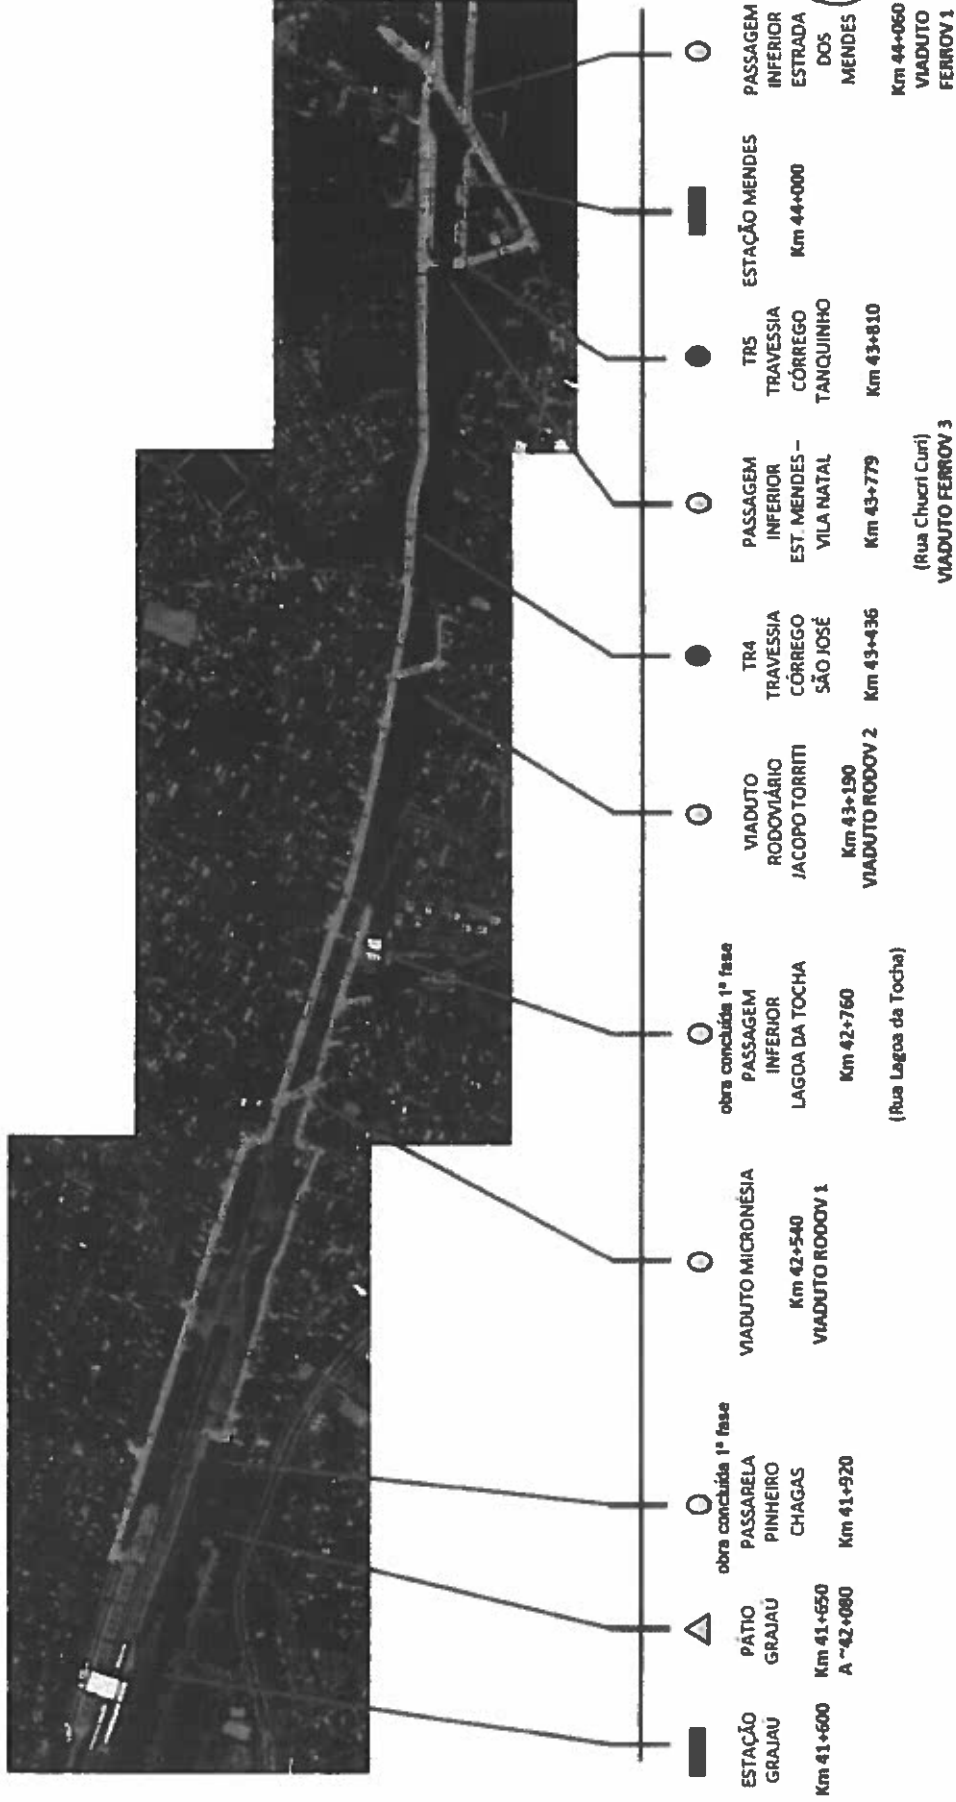 ESTAÇÃO
GRAJAÚ
Km 41+600
PÁTIO
GRAJAÚ
Km 41+650
A ~42+080
obra concluída 1ª fase
PASSARELA
PINHEIRO
CHAGAS
Km 41+920
VIADUTO MICRONÉSIA
Km 42+540
VIADUTO RODOV 1
obra concluída 1ª fase
PASSAGEM
INFERIOR
LAGOA DA TOCHA
Km 42+760
(Rua Lagoa da Tocha)
VIADUTO
RODOVIÁRIO
JACOPO TORRITI
Km 43+190
VIADUTO RODOV 2
TR4
TRAVESSIA
CÓRREGO
SÃO JOSÉ
Km 43+436
PASSAGEM
INFERIOR
EST. MENDES –
VILA NATAL
Km 43+779
(Rua Chucri Curi)
VIADUTO FERROV 3
TR5
TRAVESSIA
CÓRREGO
TANQUINHO
Km 43+810
ESTAÇÃO MENDES
Km 44+000
PASSAGEM
INFERIOR
ESTRADA
DOS
MENDES
Km 44+060
VIADUTO
FERROV 1